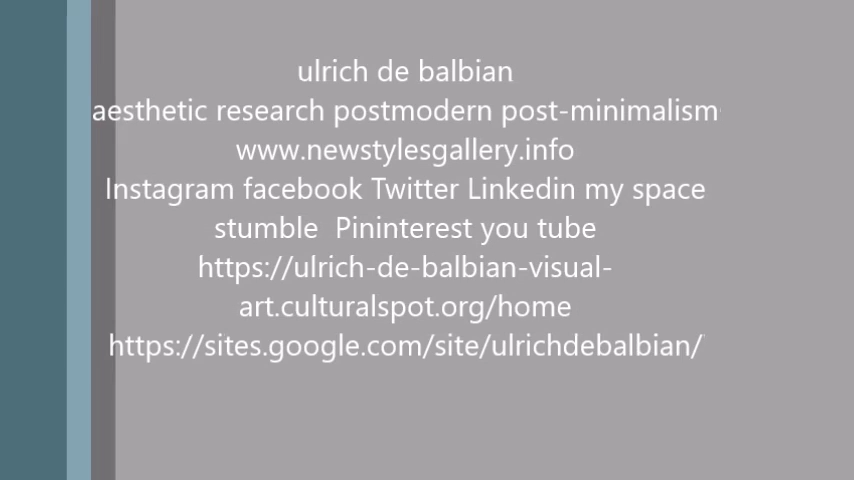 ulrich de balbian
aesthetic research postmodern post-minimalism
www.newstylesgallery.info
Instagram facebook Twitter Linkedin my space
stumble  Pininterest you tube
https://ulrich-de-balbian-visual-
art.culturalspot.org/home
https://sites.google.com/site/ulrichdebalbian/